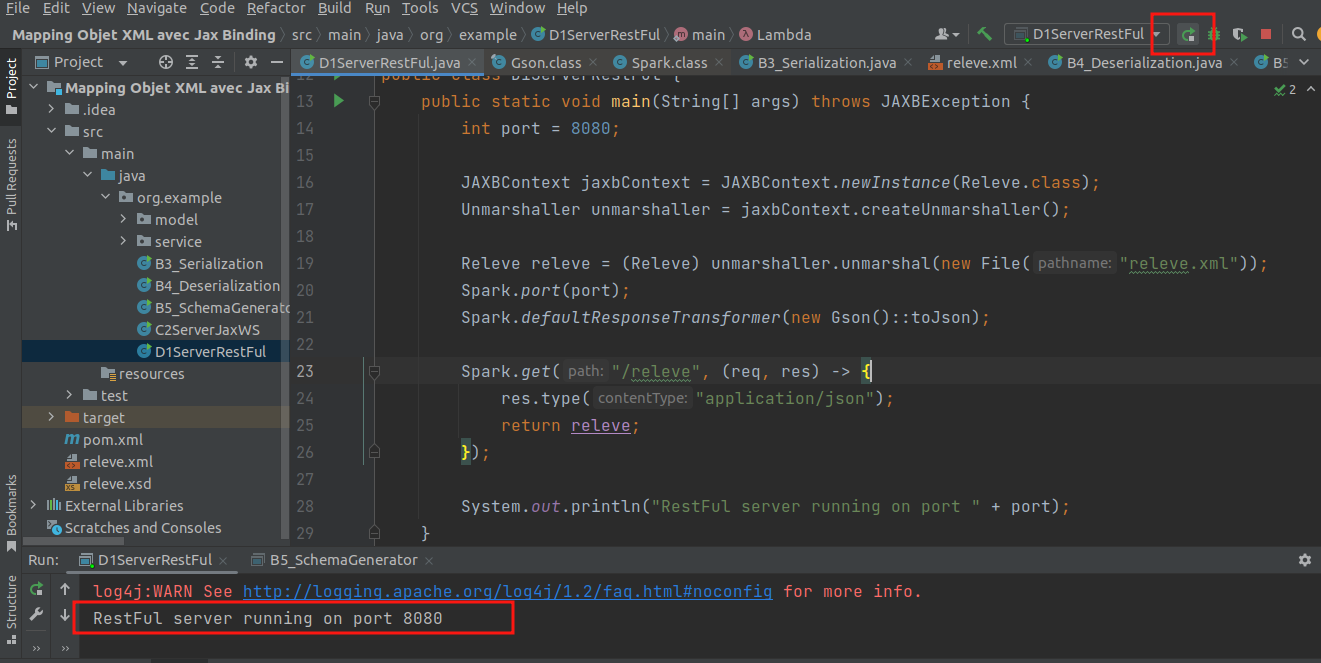 File Edit View Navigate Code Refactor Build Run Tools VCS Window Help
Mapping Objet XML avec Jax Binding src main java org example D1ServerRestFul main Lambda D1ServerRestFul
Project D1ServerRestFul.java Gson.class Spark.class B3_Serialization.java releve.xml B4_Deserialization.java B5
Project
Pull Requests
Bookmarks
Structure
Mapping Objet XML avec Jax Bi
.idea
src
main
java
org.example
model
service
B3_Serialization
B4_Deserialization
B5_SchemaGenerato
C2ServerJaxWS
D1ServerRestFul
resources
test
target
pom.xml
releve.xml
releve.xsd
External Libraries
Scratches and Consoles
2
13 public static void main(String[] args) throws JAXBException {
14 int port = 8080;
15
16 JAXBContext jaxbContext = JAXBContext.newInstance(Releve.class);
17 Unmarshaller unmarshaller = jaxbContext.createUnmarshaller();
18
19 Releve releve = (Releve) unmarshaller.unmarshal(new File( pathname: "releve.xml"));
20 Spark.port(port);
21 Spark.defaultResponseTransformer(new Gson()::toJson);
22
23 Spark.get( path: "/releve", (req, res) -> {
24 res.type( contentType: "application/json");
25 return releve;
26 });
27
28 System.out.println("RestFul server running on port " + port);
29 }
Run: D1ServerRestFul B5_SchemaGenerator
log4j:WARN See http://logging.apache.org/log4j/1.2/faq.html#noconfig for more info.
RestFul server running on port 8080